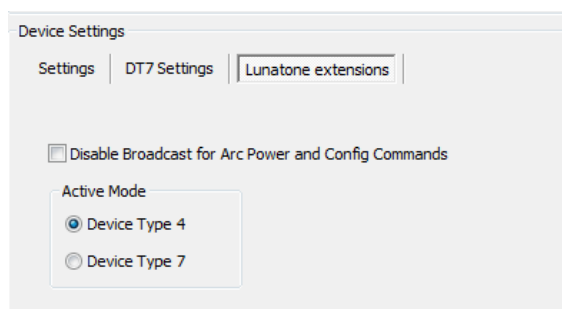 Device Settings
Settings DT7 Settings Lunatone extensions
Disable Broadcast for Arc Power and Config Commands
Active Mode
Device Type 4
Device Type 7